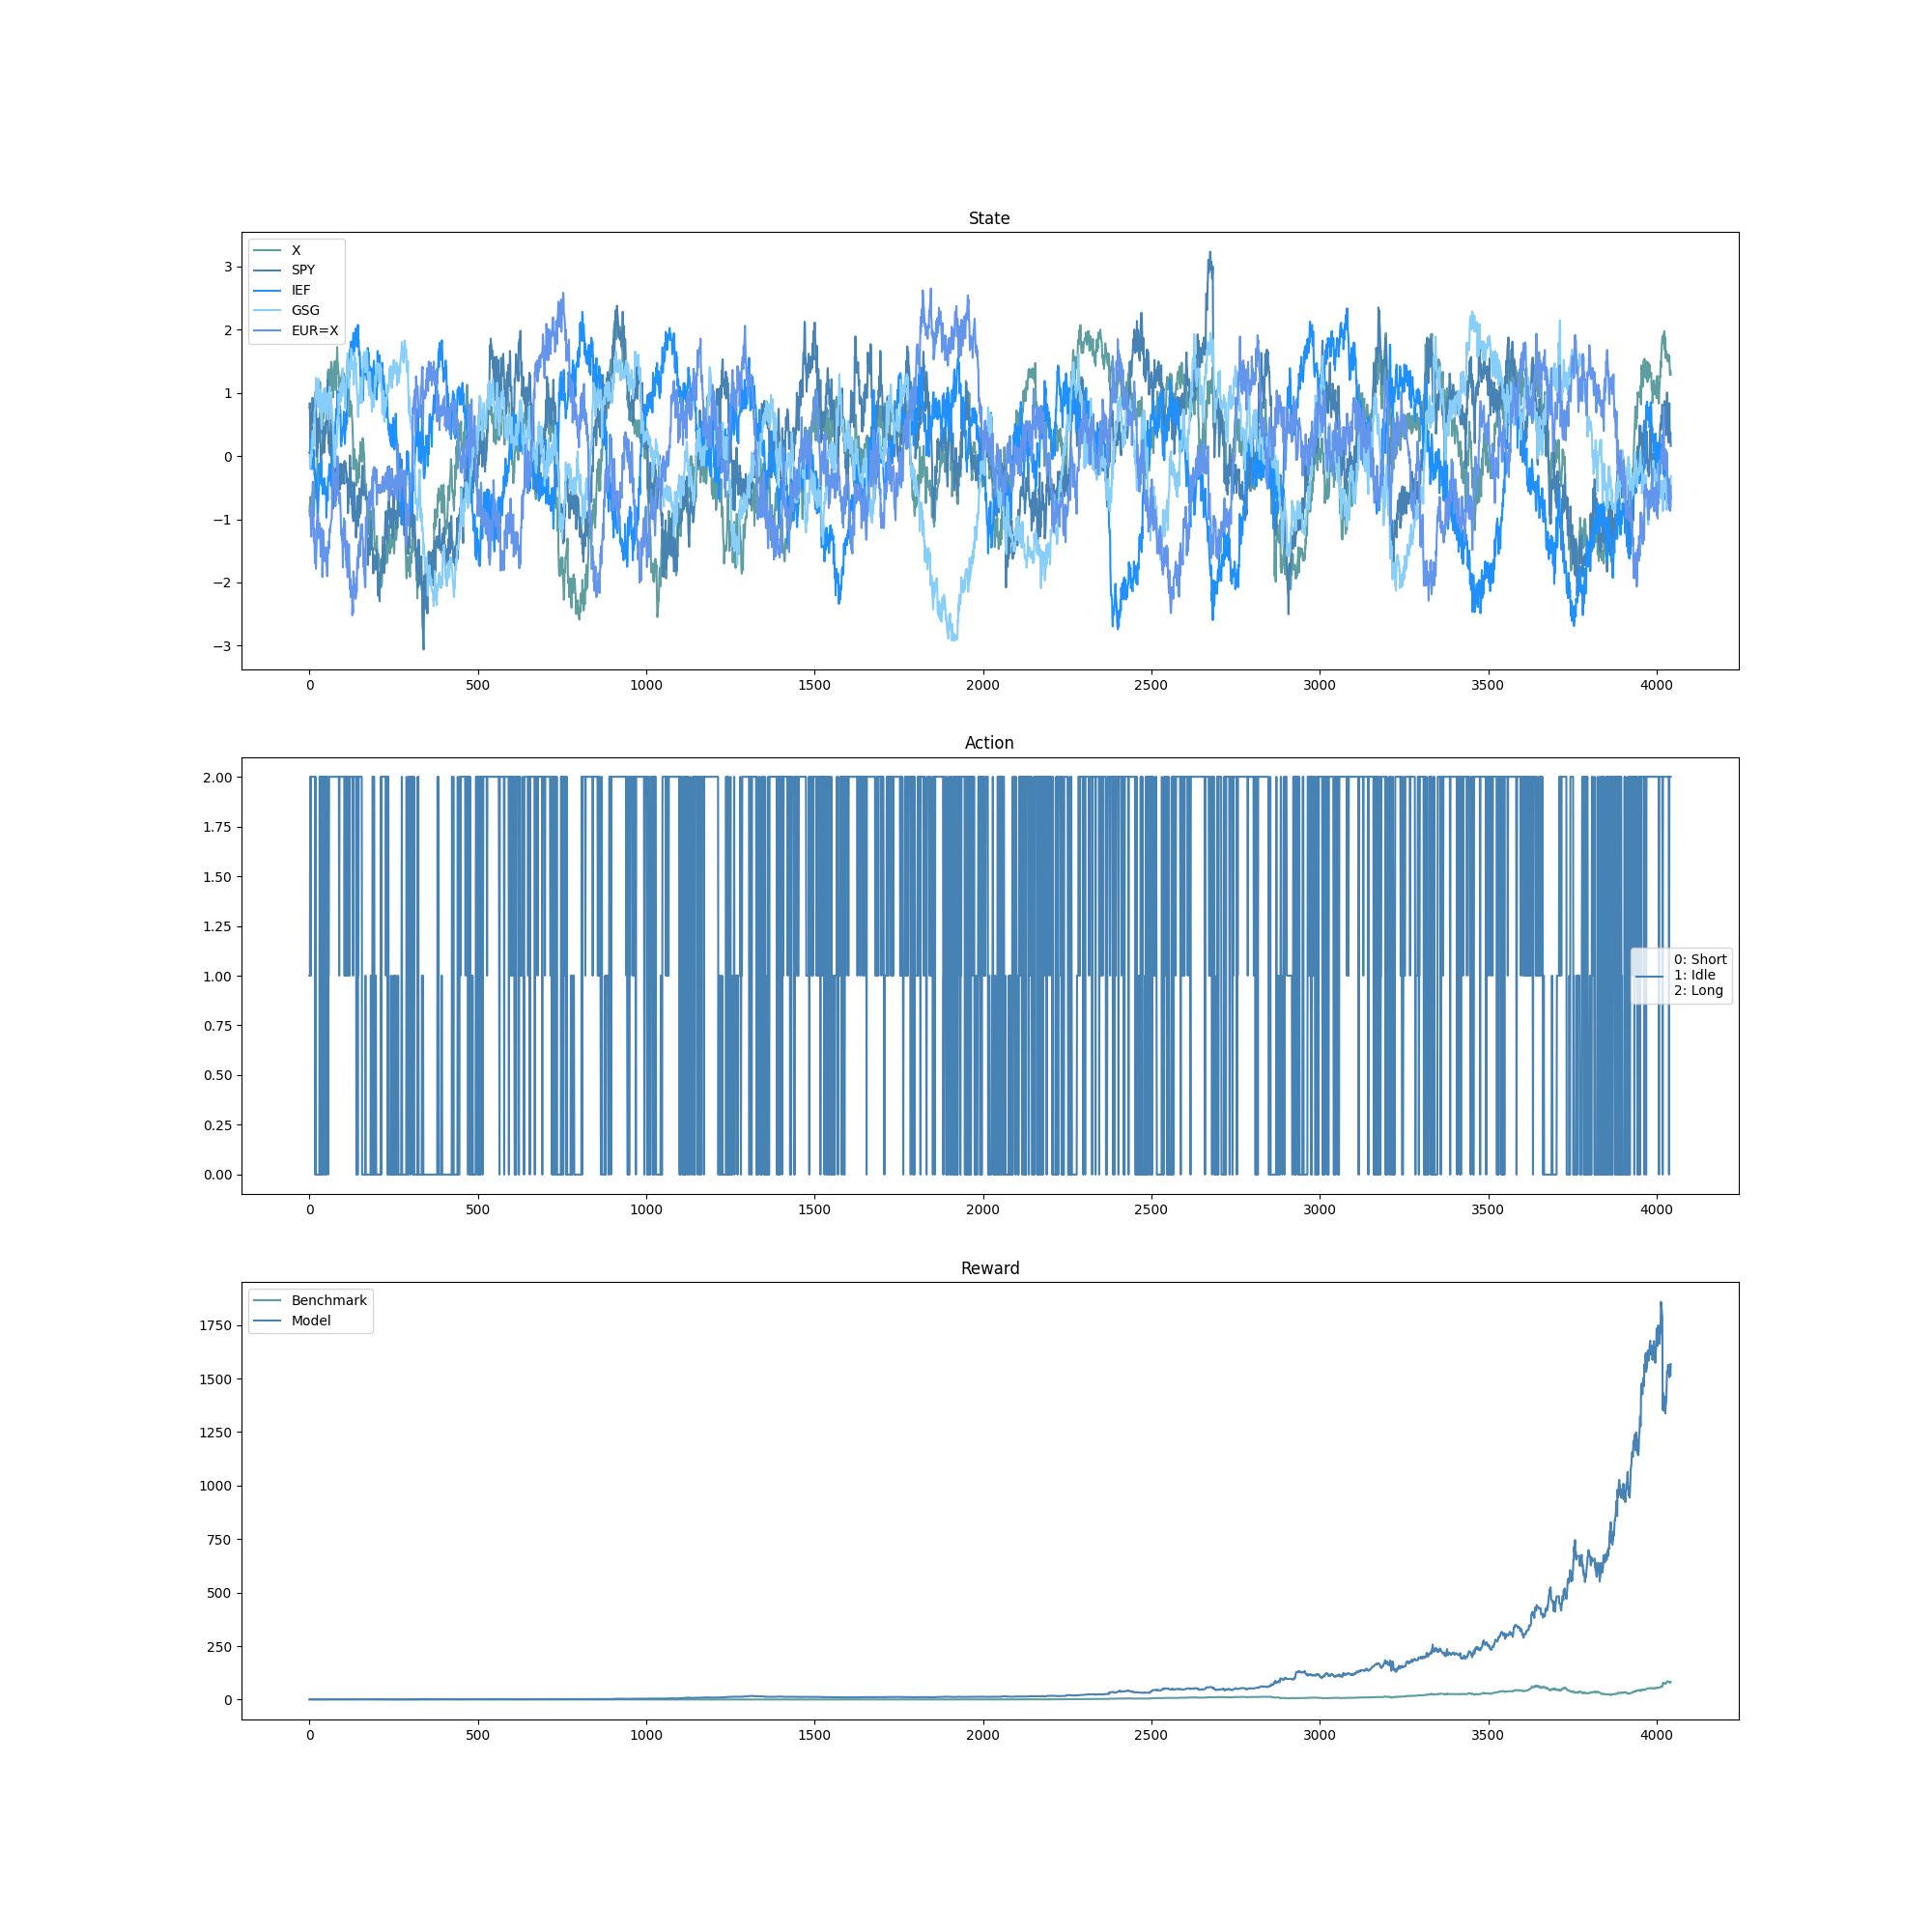 State
X
SPY
IEF
GSG
EUR=X
3
2
1
0
−1
−2
−3
0 500 1000 1500 2000 2500 3000 3500 4000
Action
2.00
1.75
1.50
1.25
1.00
0.75
0.50
0.25
0.00
0: Short
1: Idle
2: Long
0 500 1000 1500 2000 2500 3000 3500 4000
Reward
Benchmark
Model
1750
1500
1250
1000
750
500
250
0
0 500 1000 1500 2000 2500 3000 3500 4000